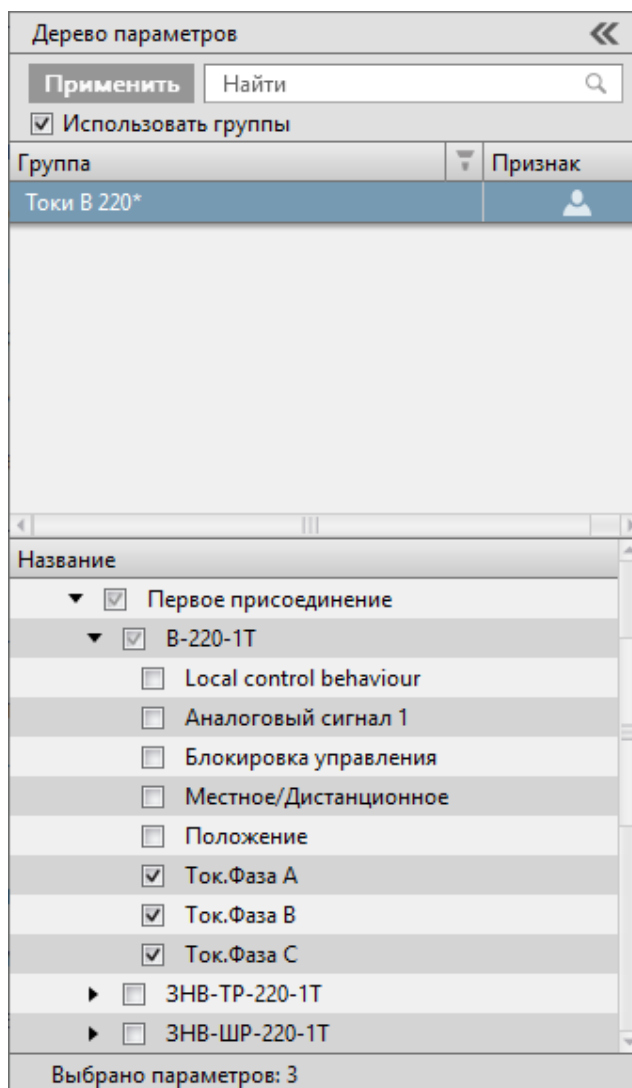 Дерево параметров
Применить Найти
Использовать группы
Группа Признак
Токи В 220*
Название
Первое присоединение
В-220-1Т
Local control behaviour
Аналоговый сигнал 1
Блокировка управления
Местное/Дистанционное
Положение
Ток.Фаза А
Ток.Фаза В
Ток.Фаза С
ЗНВ-ТР-220-1Т
ЗНВ-ШР-220-1Т
Выбрано параметров: 3